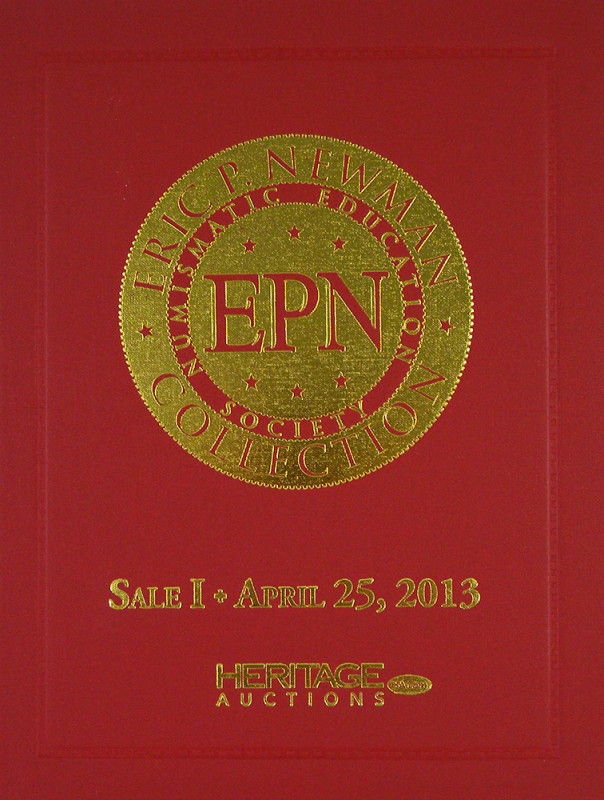 ERIC P. NEWMAN
NUMISMATIC EDUCATION
EPN
SOCIETY
COLLECTION
SALE I + APRIL 25, 2013
HERITAGE
AUCTIONS